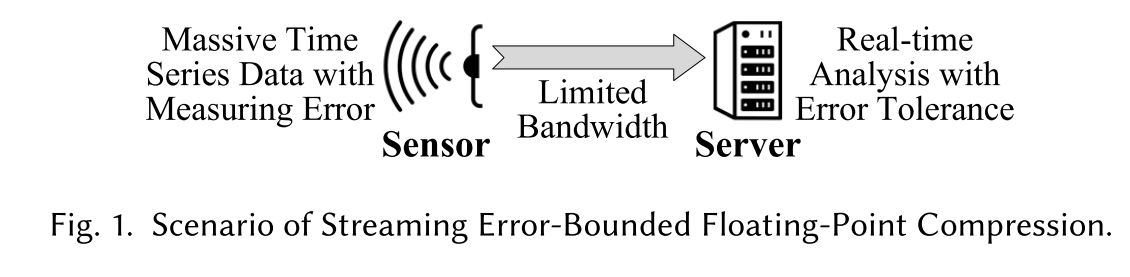 Massive Time
Series Data with
Measuring Error
Sensor
Limited
Bandwidth
Server
Real-time
Analysis with
Error Tolerance
Fig. 1. Scenario of Streaming Error-Bounded Floating-Point Compression.